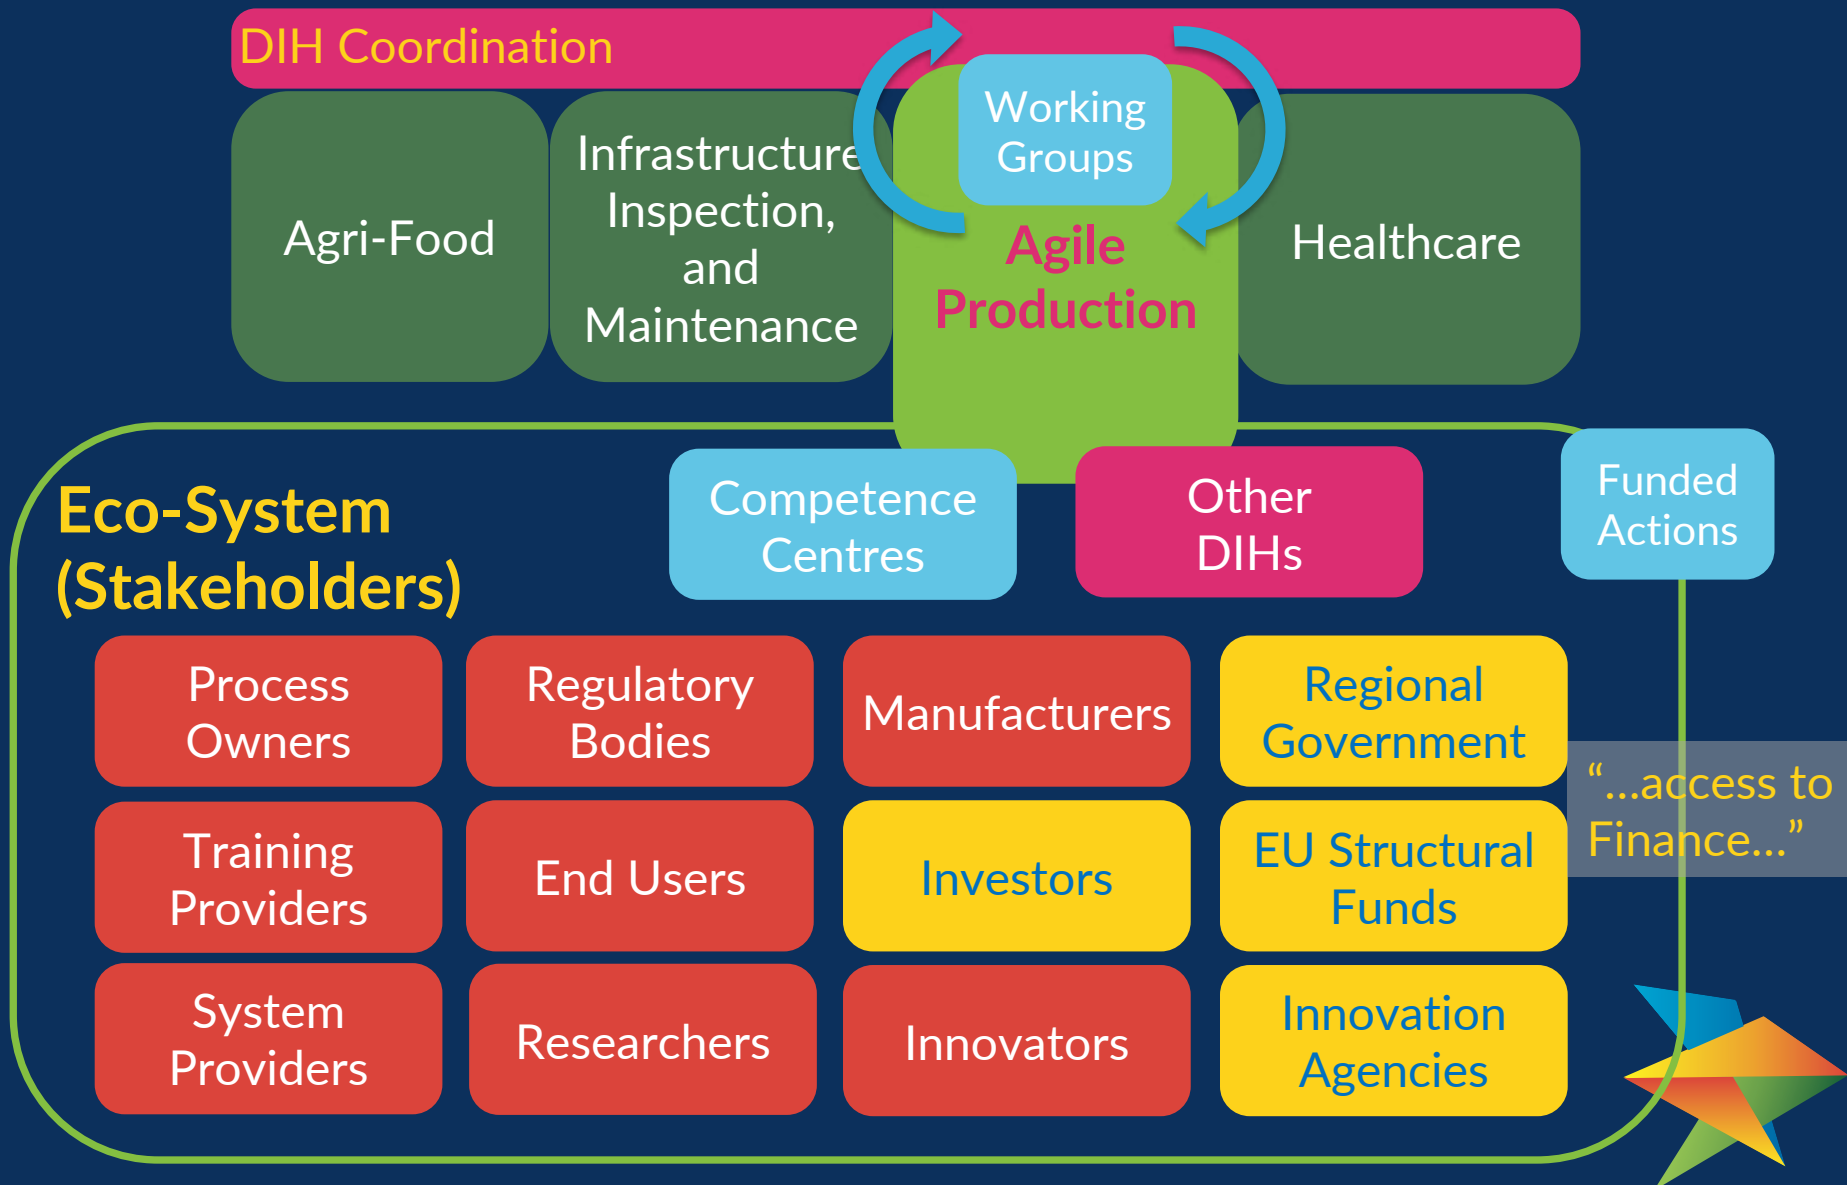 DIH Coordination
Working
Groups
Agri-Food
Infrastructure
Inspection,
and
Maintenance
Agile
Production
Healthcare
Eco-System
(Stakeholders)
Competence
Centres
Other
DIHs
Funded
Actions
Process
Owners
Regulatory
Bodies
Manufacturers
Regional
Government
“...access to
Finance...”
Training
Providers
End Users
Investors
EU Structural
Funds
System
Providers
Researchers
Innovators
Innovation
Agencies